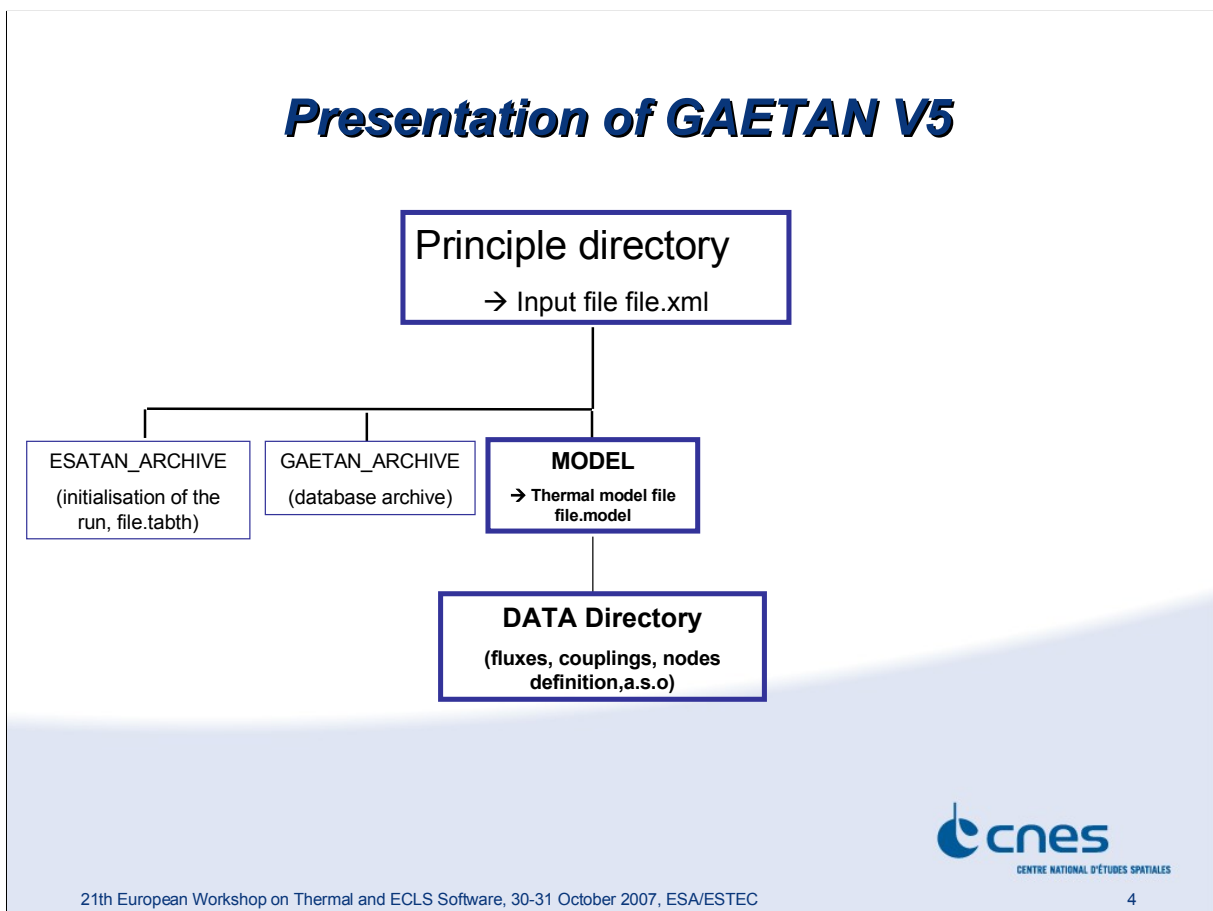 Presentation of GAETAN V5
Principle directory
→ Input file file.xml
ESATAN_ARCHIVE
(initialisation of the
run, file.tabth)
GAETAN_ARCHIVE
(database archive)
MODEL
→ Thermal model file
file.model
DATA Directory
(fluxes, couplings, nodes
definition,a.s.o)
cnes
CENTRE NATIONAL D'ÉTUDES SPATIALES
21th European Workshop on Thermal and ECLS Software, 30-31 October 2007, ESA/ESTEC
4